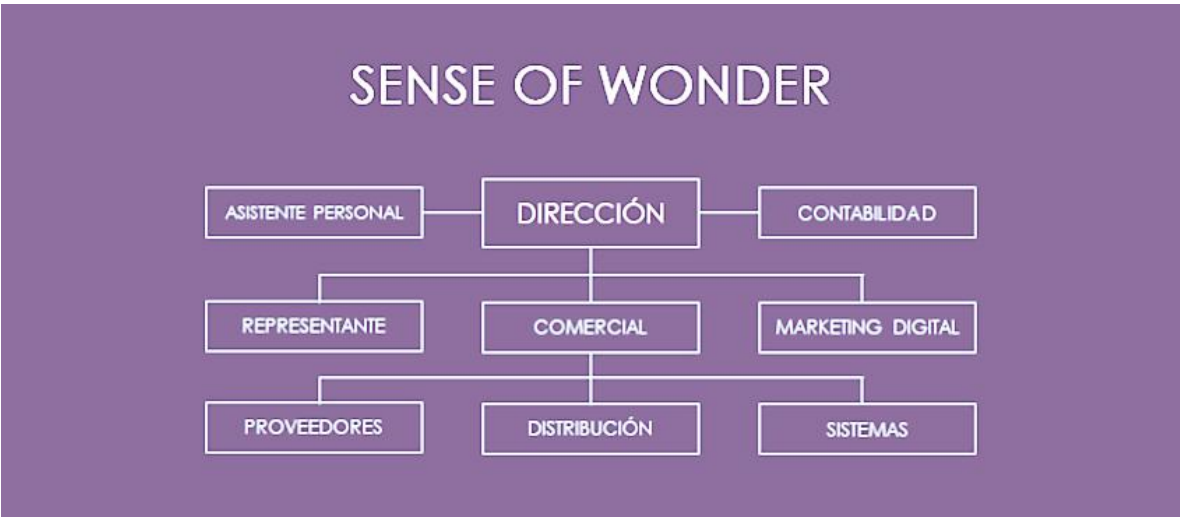 SENSE OF WONDER
ASISTENTE PERSONAL
DIRECCIÓN
CONTABILIDAD
REPRESENTANTE
COMERCIAL
MARKETING DIGITAL
PROVEEDORES
DISTRIBUCIÓN
SISTEMAS